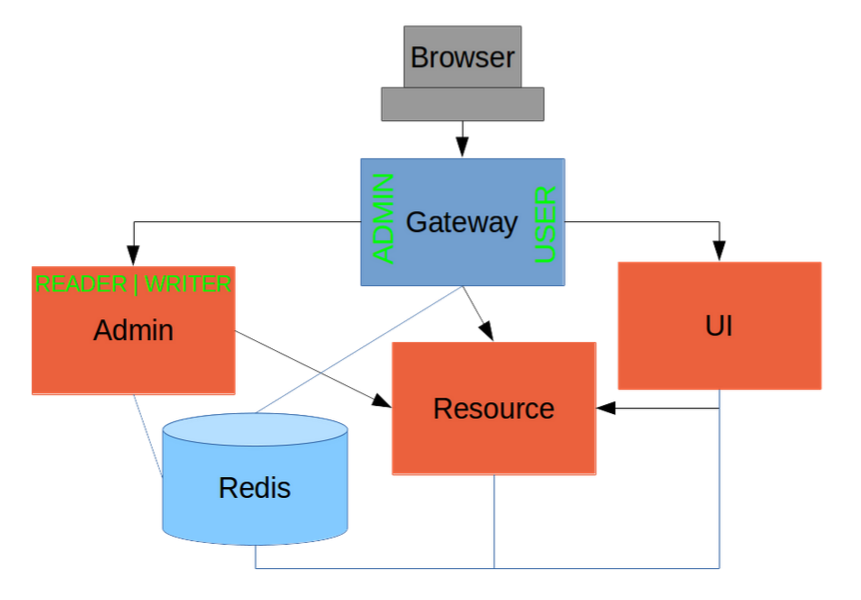 Browser
ADMIN
Gateway
USER
READER | WRITER
Admin
UI
Resource
Redis